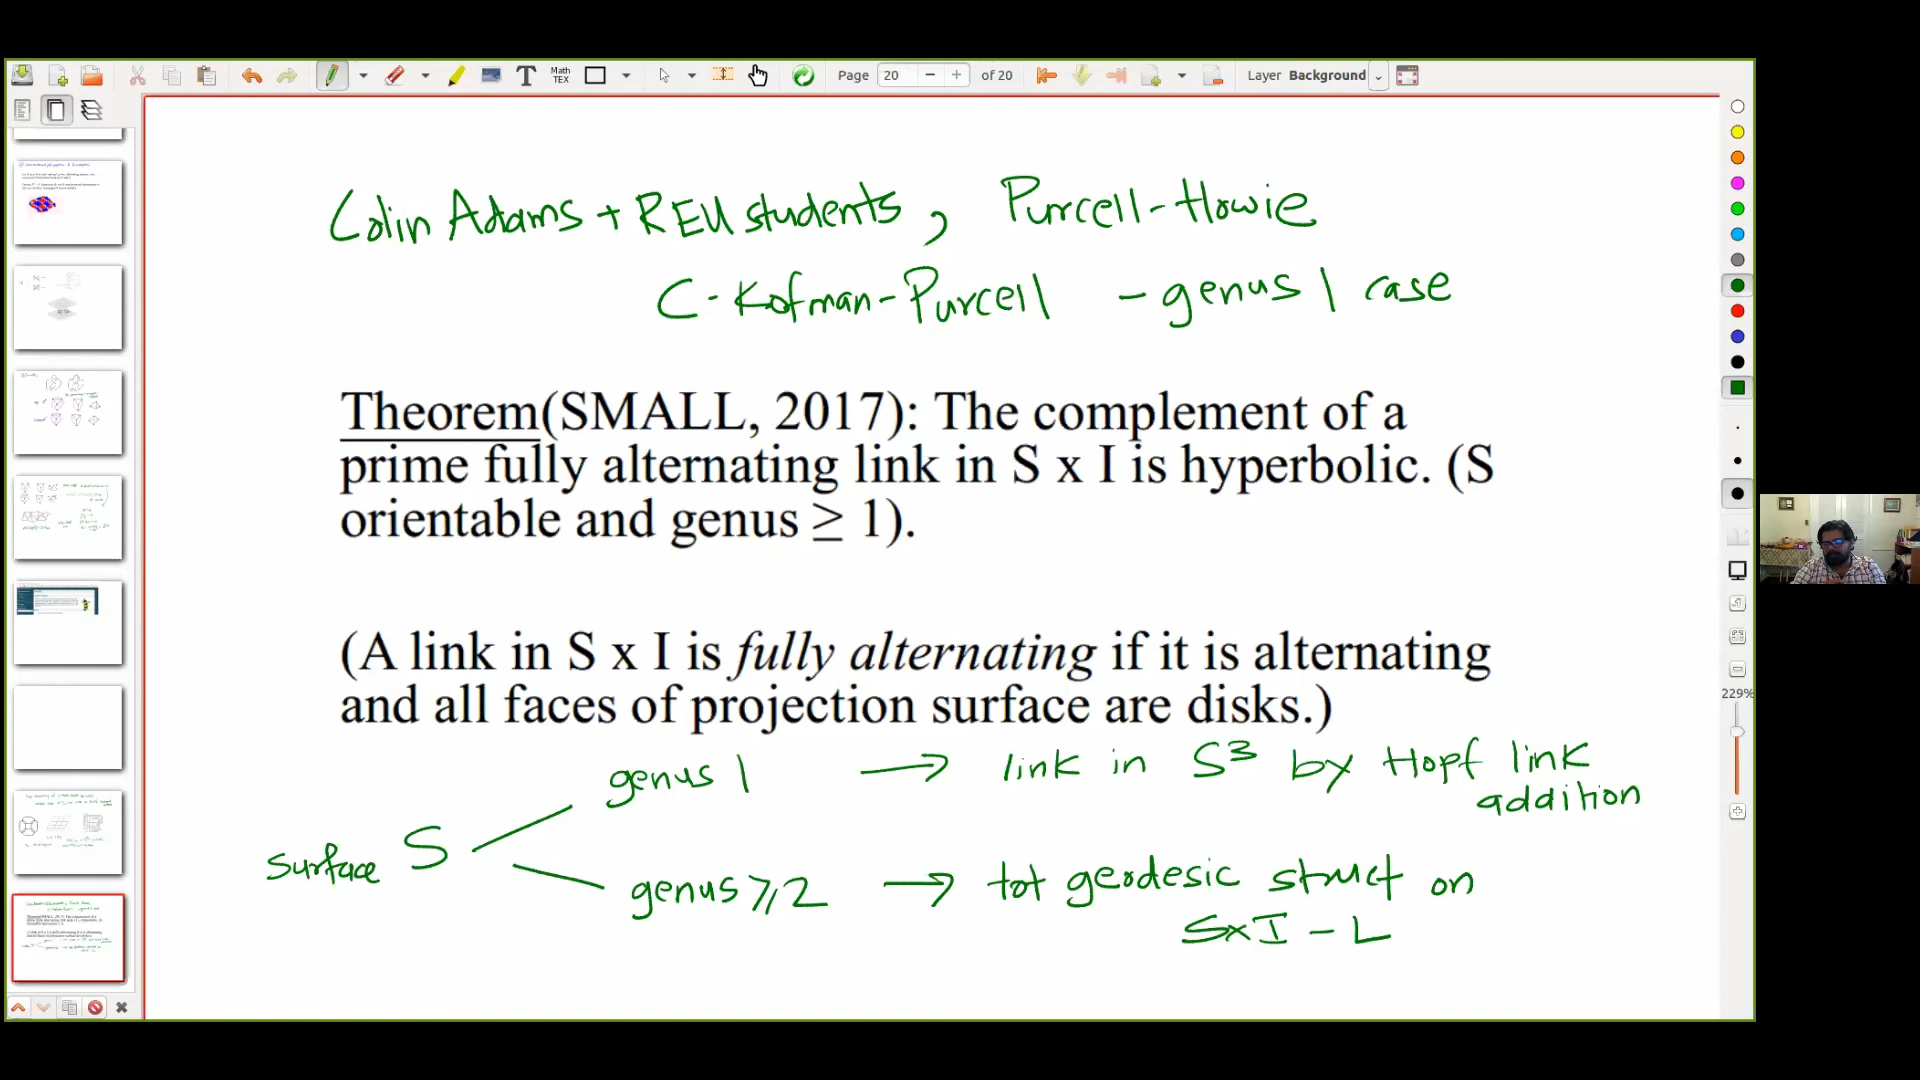 Math
TEX
Page 20 of 20
Layer Background
Colin Adams + REU students, Purcell-Howie
C-Kofman-Purcell - genus 1 case
Theorem(SMALL, 2017): The complement of a
prime fully alternating link in S x I is hyperbolic. (S
orientable and genus ≥ 1).
(A link in S x I is fully alternating if it is alternating
and all faces of projection surface are disks.)
229%
genus 1 → link in S³ by Hopf link
addition
surface S
genus ≥ 2 → tot geodesic struct on
S×I - L